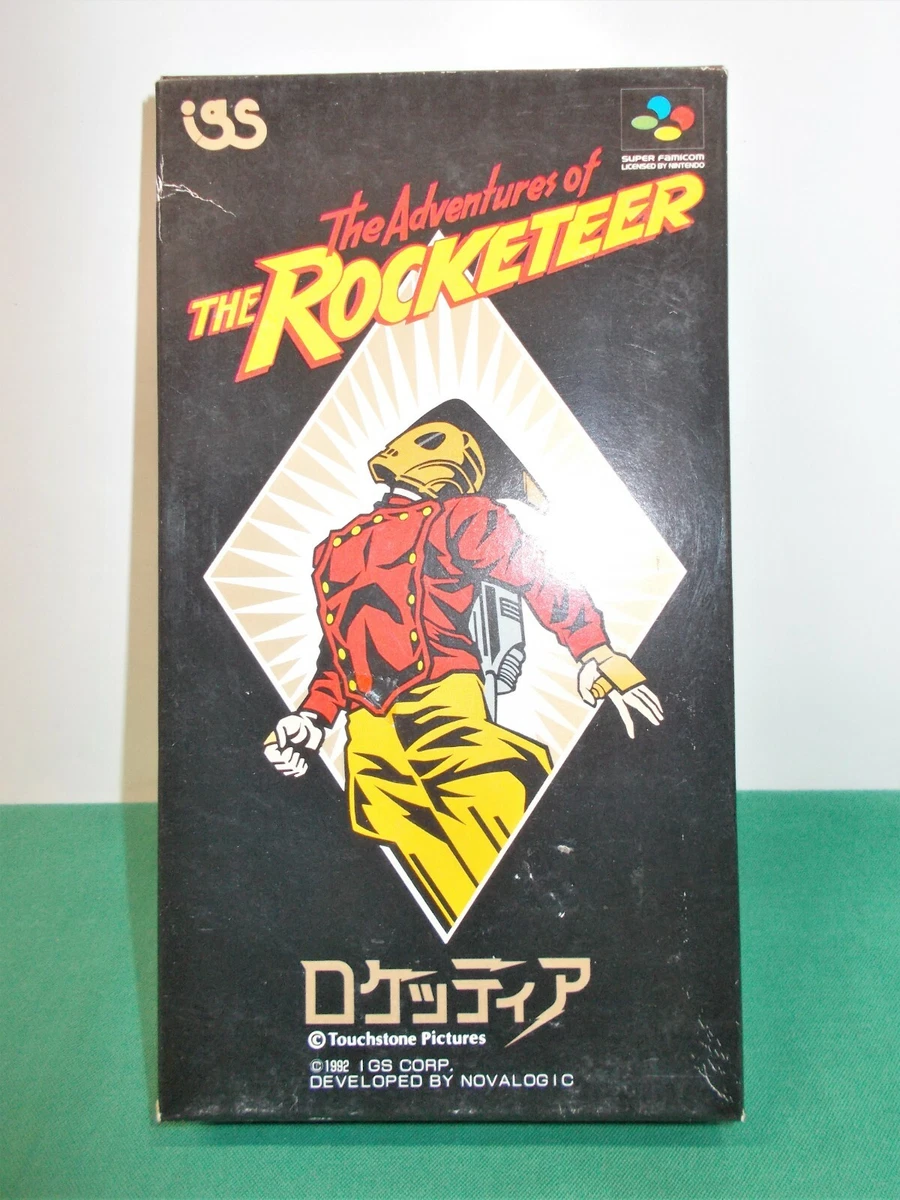 igs
SUPER FAMICOM
LICENSED BY NINTENDO
The Adventures of
THE ROCKETEER
ロケッティア
© Touchstone Pictures
©1992 IGS CORP.
DEVELOPED BY NOVALOGIC